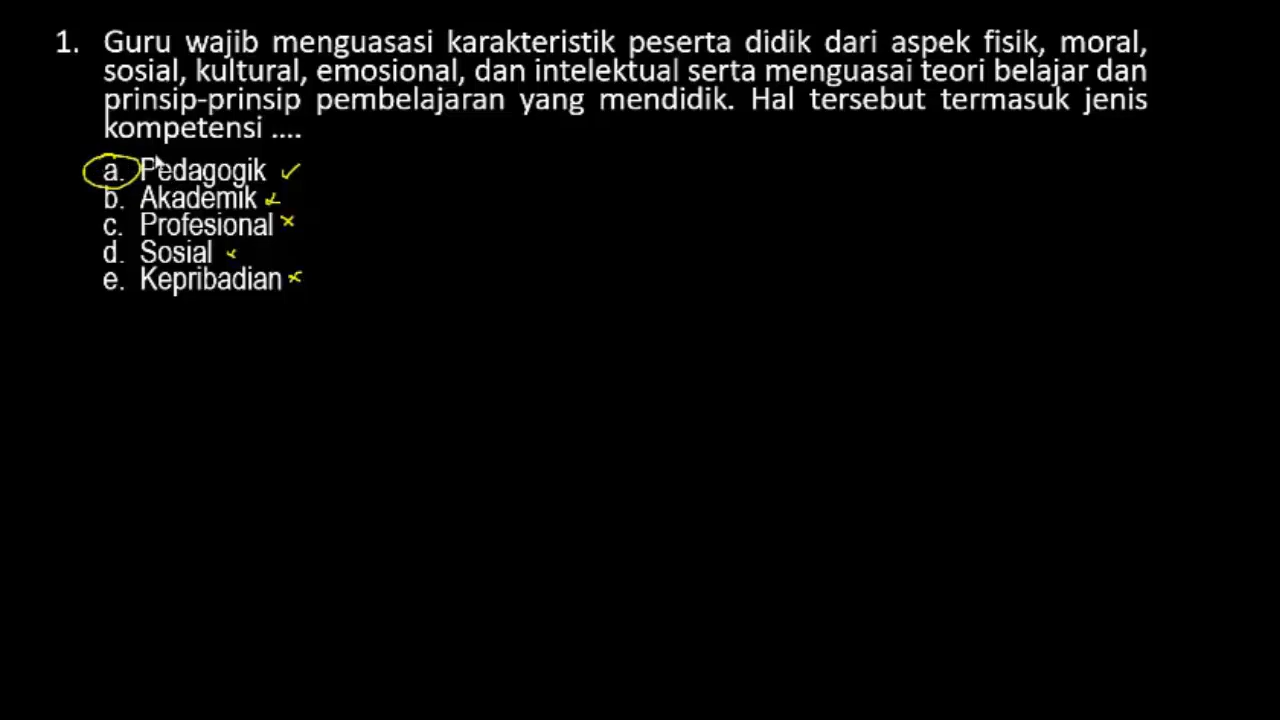 1. Guru wajib menguasasi karakteristik peserta didik dari aspek fisik, moral,
sosial, kultural, emosional, dan intelektual serta menguasai teori belajar dan
prinsip-prinsip pembelajaran yang mendidik. Hal tersebut termasuk jenis
kompetensi ....
a. Pedagogik
b. Akademik
c. Profesional
d. Sosial
e. Kepribadian